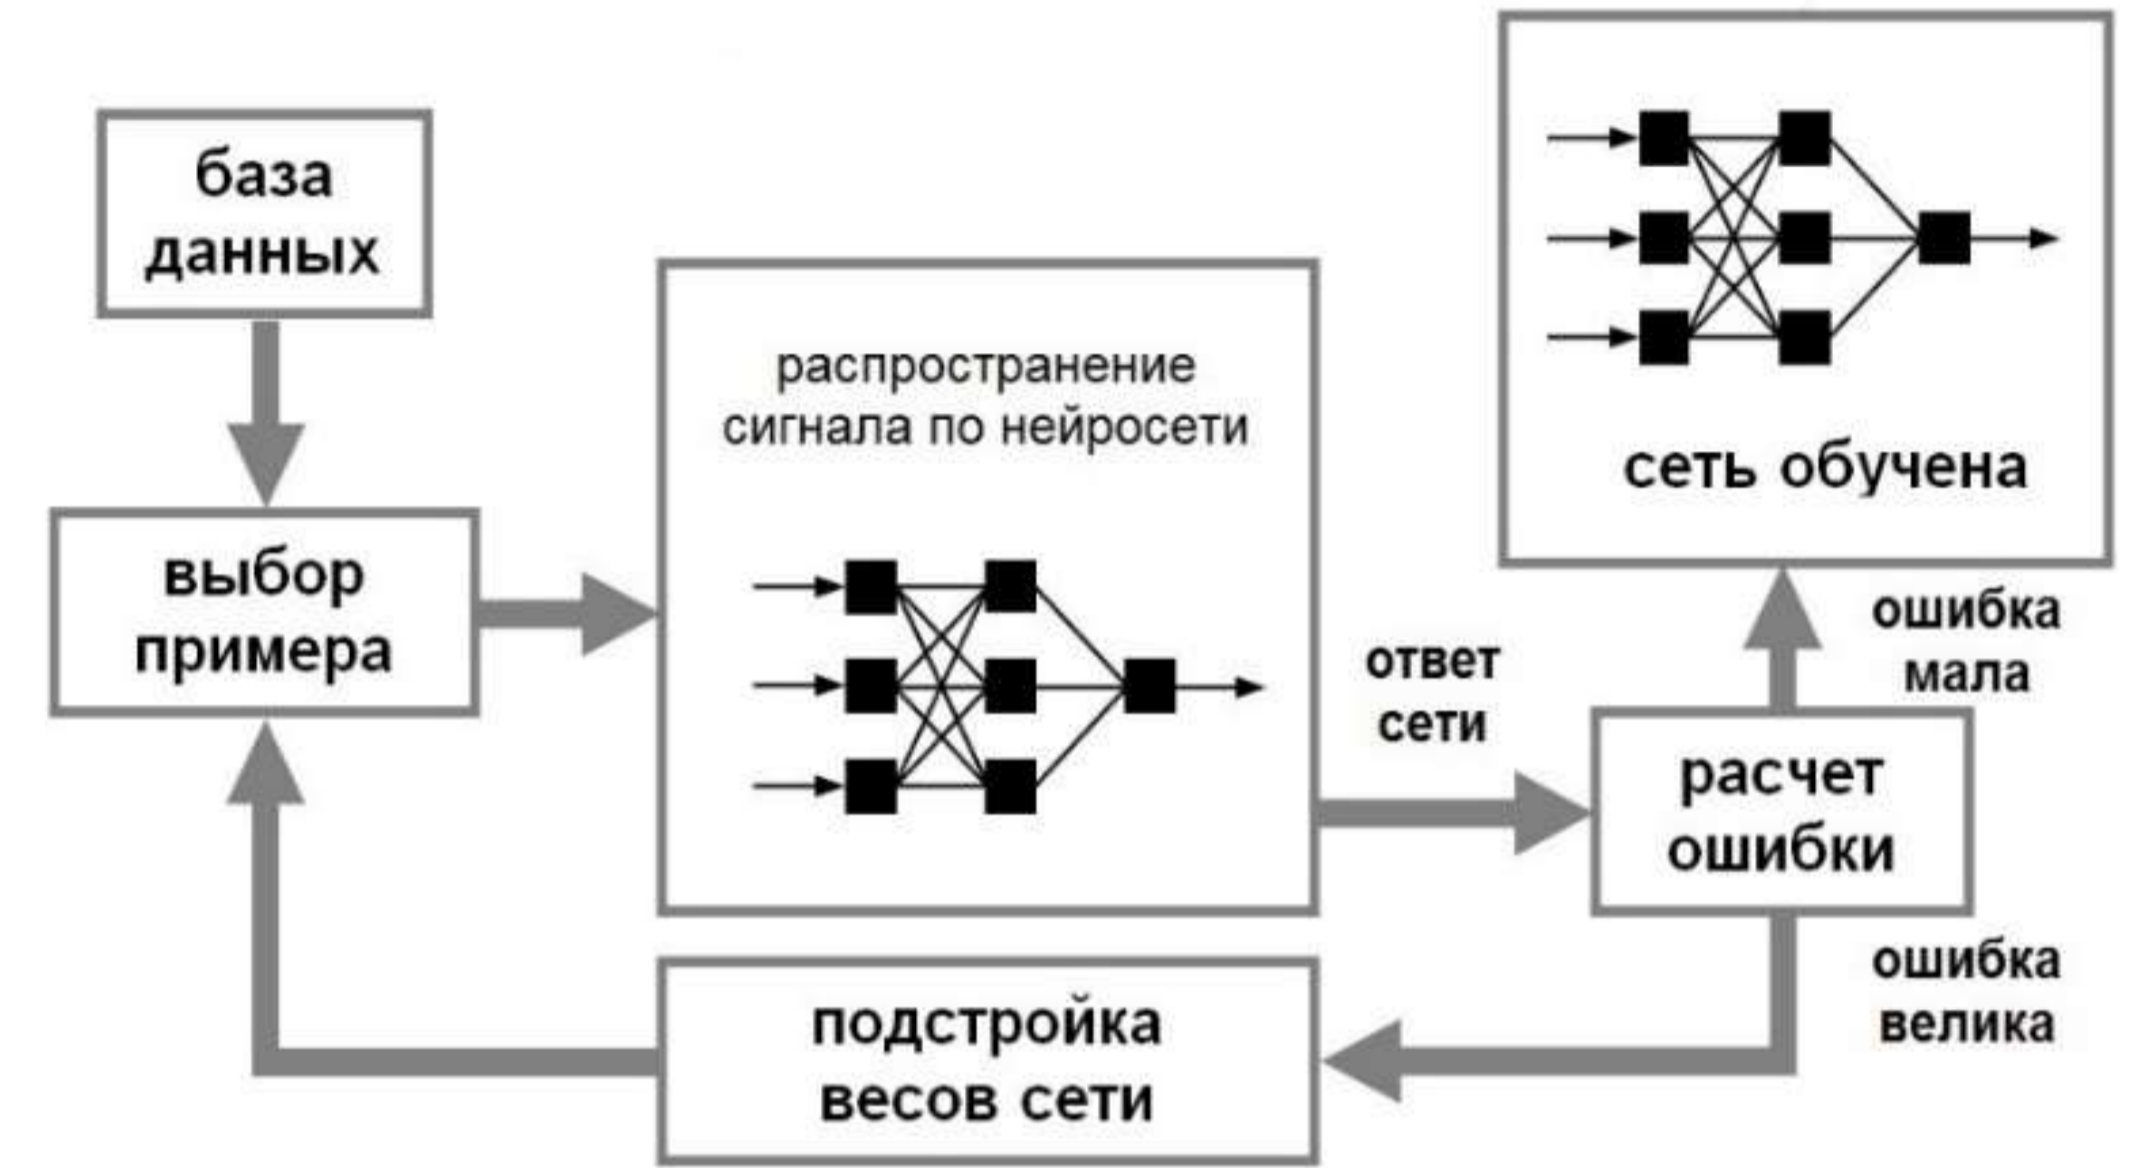 база
данных
выбор
примера
распространение
сигнала по нейросети
ответ
сети
сеть обучена
ошибка
мала
расчет
ошибки
ошибка
велика
подстройка
весов сети